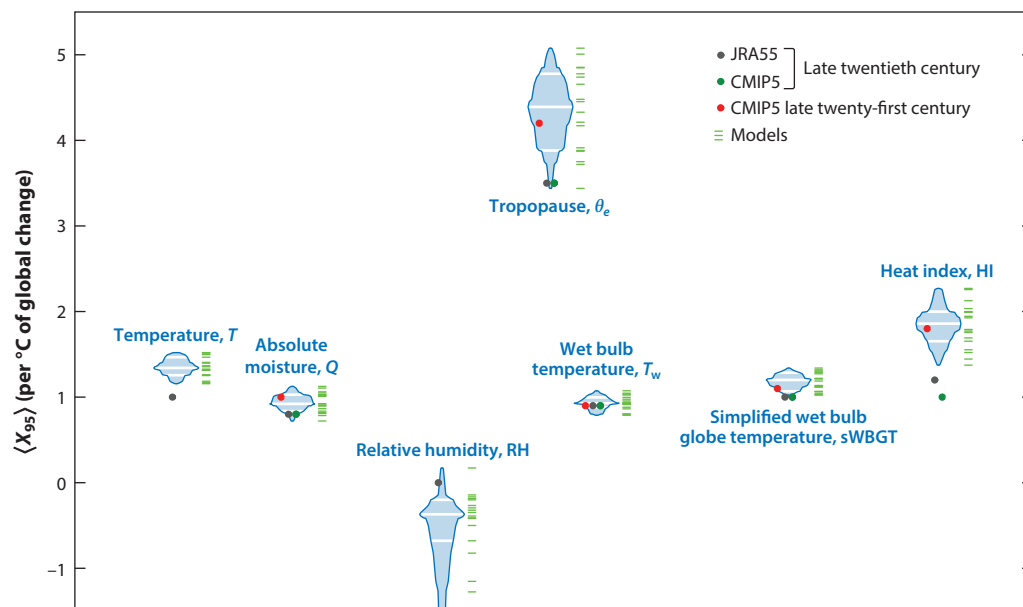 ⟨X₉₅⟩ (per °C of global change)
5
4
3
2
1
0
−1
JRA55
CMIP5
Late twentieth century
CMIP5 late twenty-first century
Models
Tropopause, θₑ
Heat index, HI
Temperature, T
Absolute
moisture, Q
Wet bulb
temperature, T_w
Simplified wet bulb
globe temperature, sWBGT
Relative humidity, RH